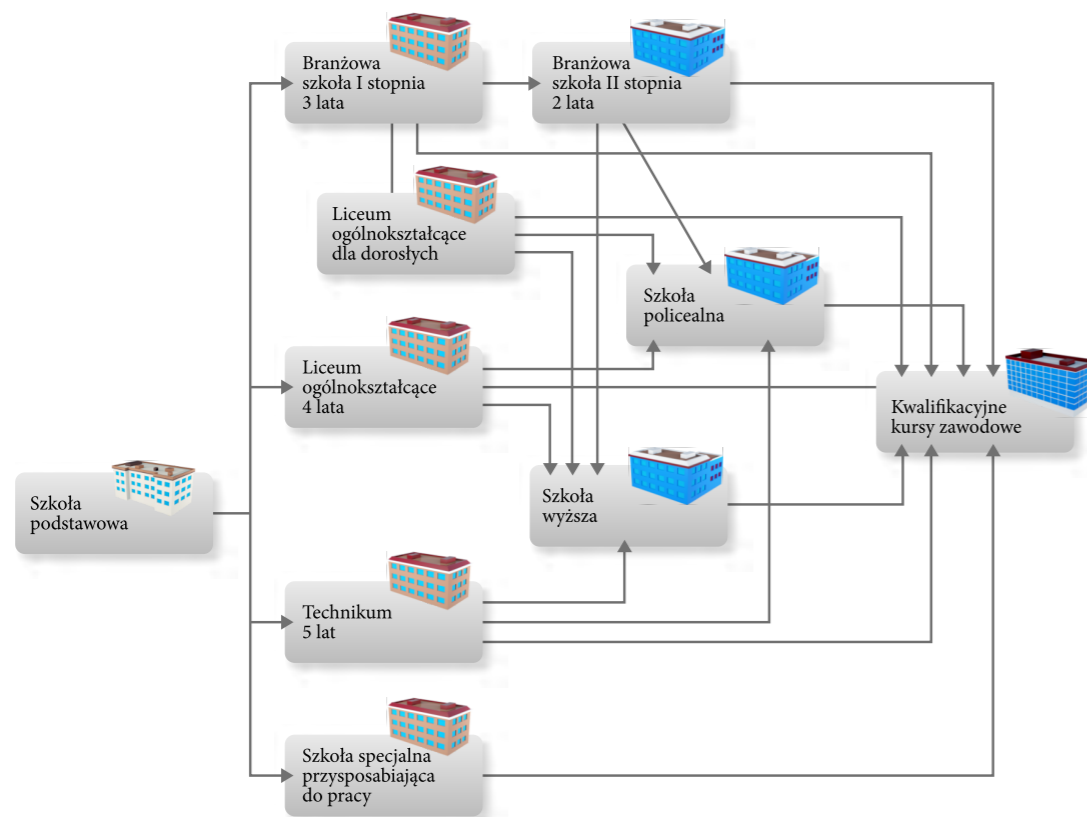 Branżowa
szkoła I stopnia
3 lata
Branżowa
szkoła II stopnia
2 lata
Liceum
ogólnokształcące
dla dorosłych
Szkoła
policealna
Liceum
ogólnokształcące
4 lata
Kwalifikacyjne
kursy zawodowe
Szkoła
podstawowa
Szkoła
wyższa
Technikum
5 lat
Szkoła specjalna
przysposabiająca
do pracy